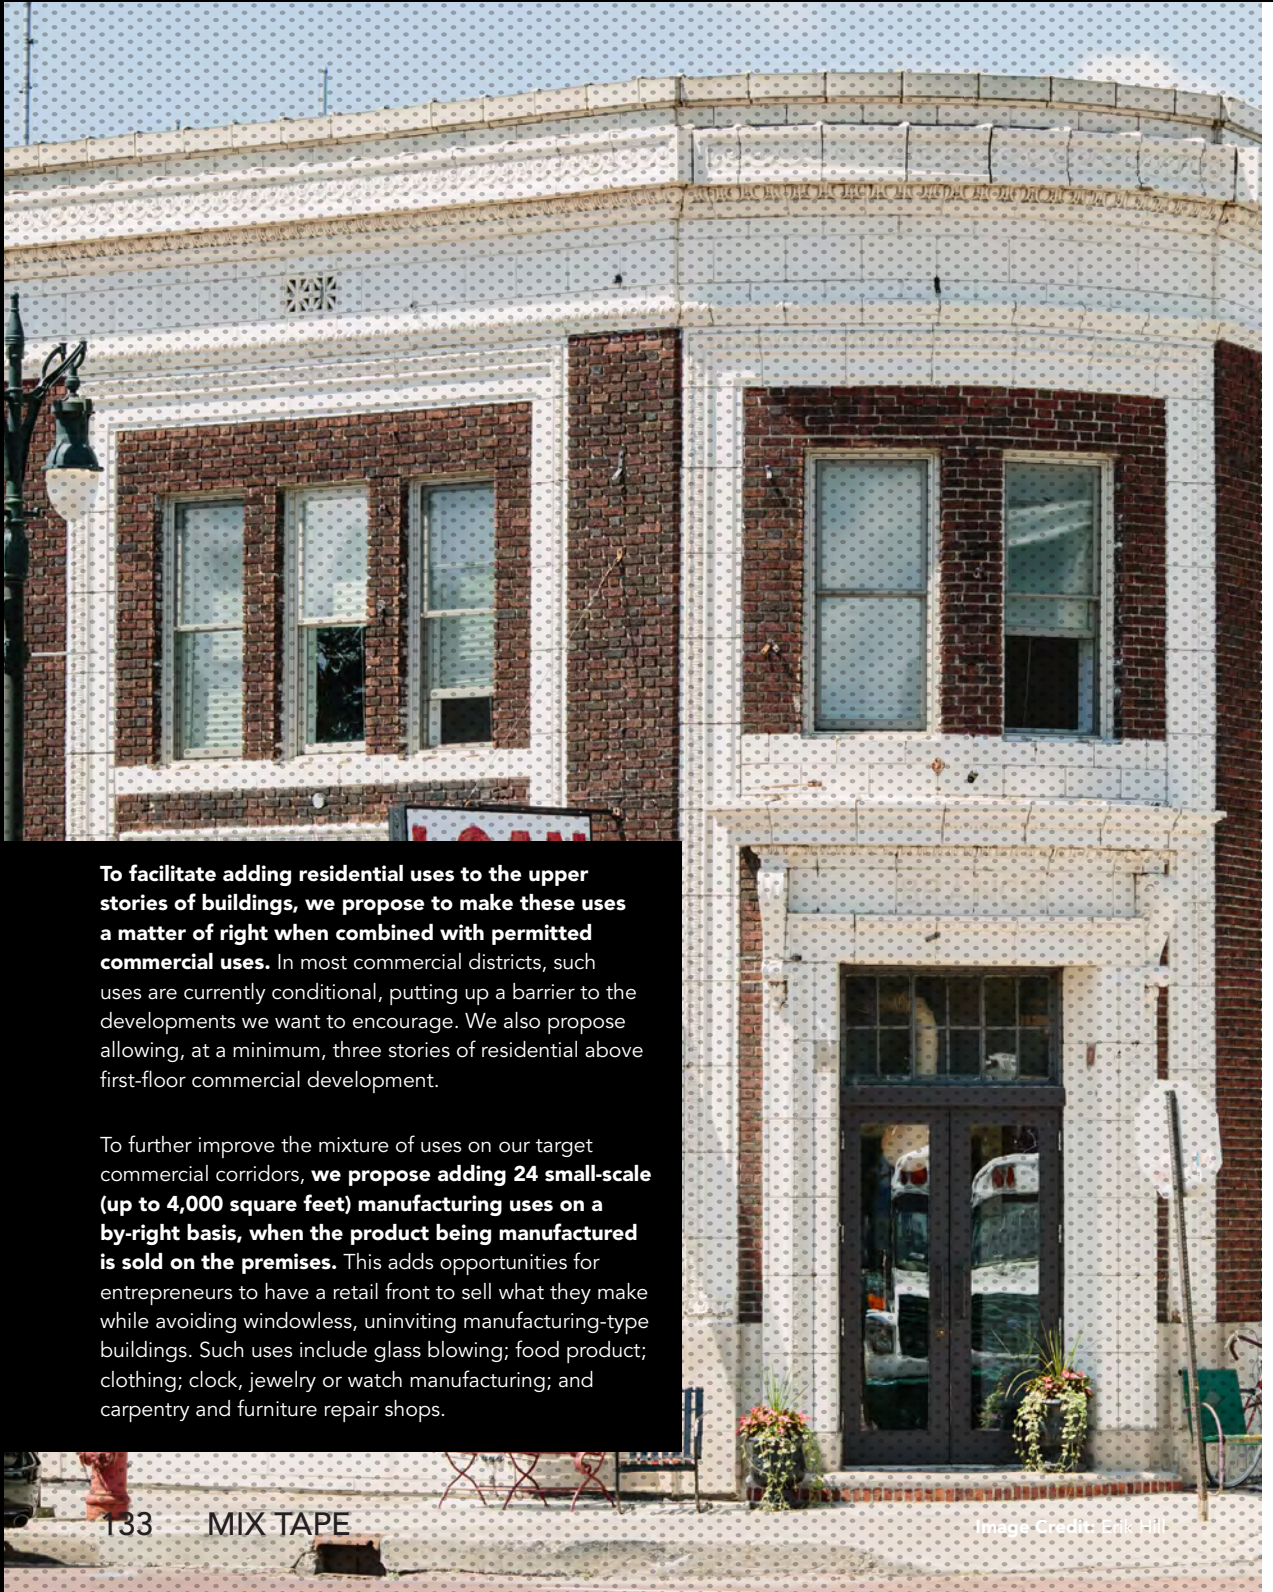 LOAN
To facilitate adding residential uses to the upper
stories of buildings, we propose to make these uses
a matter of right when combined with permitted
commercial uses. In most commercial districts, such
uses are currently conditional, putting up a barrier to the
developments we want to encourage. We also propose
allowing, at a minimum, three stories of residential above
first-floor commercial development.
To further improve the mixture of uses on our target
commercial corridors, we propose adding 24 small-scale
(up to 4,000 square feet) manufacturing uses on a
by-right basis, when the product being manufactured
is sold on the premises. This adds opportunities for
entrepreneurs to have a retail front to sell what they make
while avoiding windowless, uninviting manufacturing-type
buildings. Such uses include glass blowing; food product;
clothing; clock, jewelry or watch manufacturing; and
carpentry and furniture repair shops.
133 MIX TAPE
Image Credit: Erik Hill